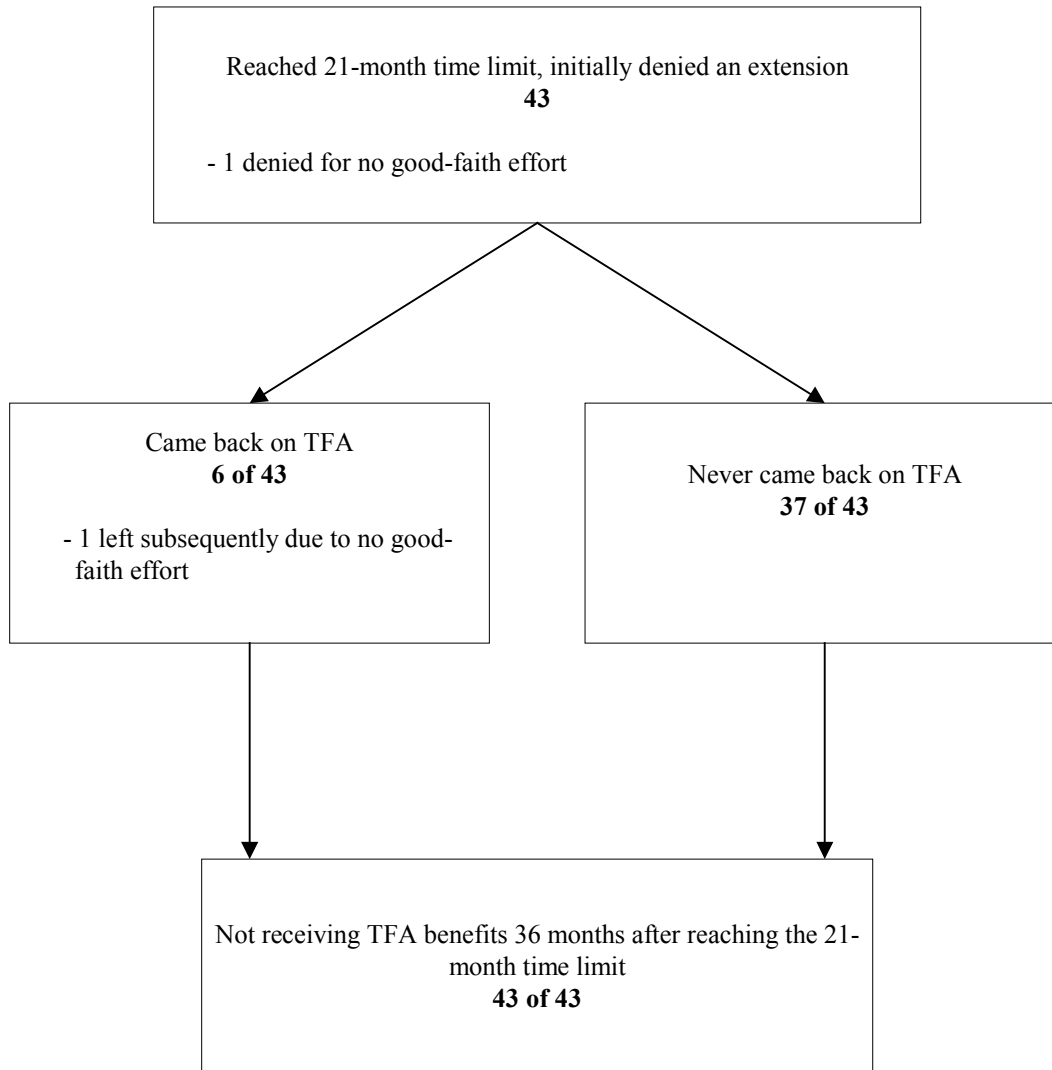 Reached 21-month time limit, initially denied an extension
43
- 1 denied for no good-faith effort
Came back on TFA
6 of 43
- 1 left subsequently due to no good-
faith effort
Never came back on TFA
37 of 43
Not receiving TFA benefits 36 months after reaching the 21-
month time limit
43 of 43